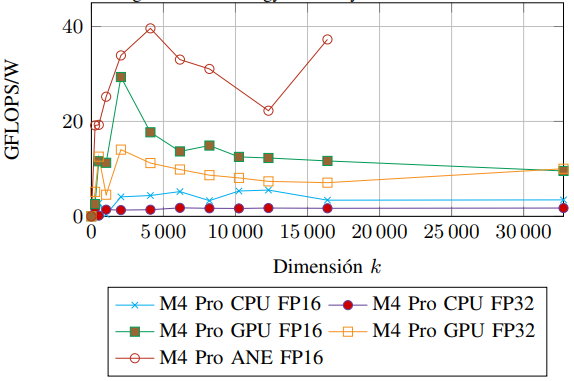 GFLOPS/W
40
20
0
0 5 000 10 000 15 000 20 000 25 000 30 000
Dimensión k
M4 Pro CPU FP16 M4 Pro CPU FP32
M4 Pro GPU FP16 M4 Pro GPU FP32
M4 Pro ANE FP16